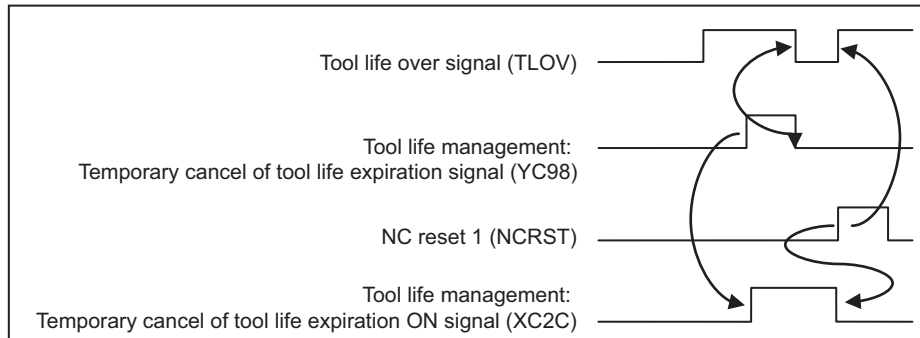 Tool life over signal (TLOV)
Tool life management:
Temporary cancel of tool life expiration signal (YC98)
NC reset 1 (NCRST)
Tool life management:
Temporary cancel of tool life expiration ON signal (XC2C)